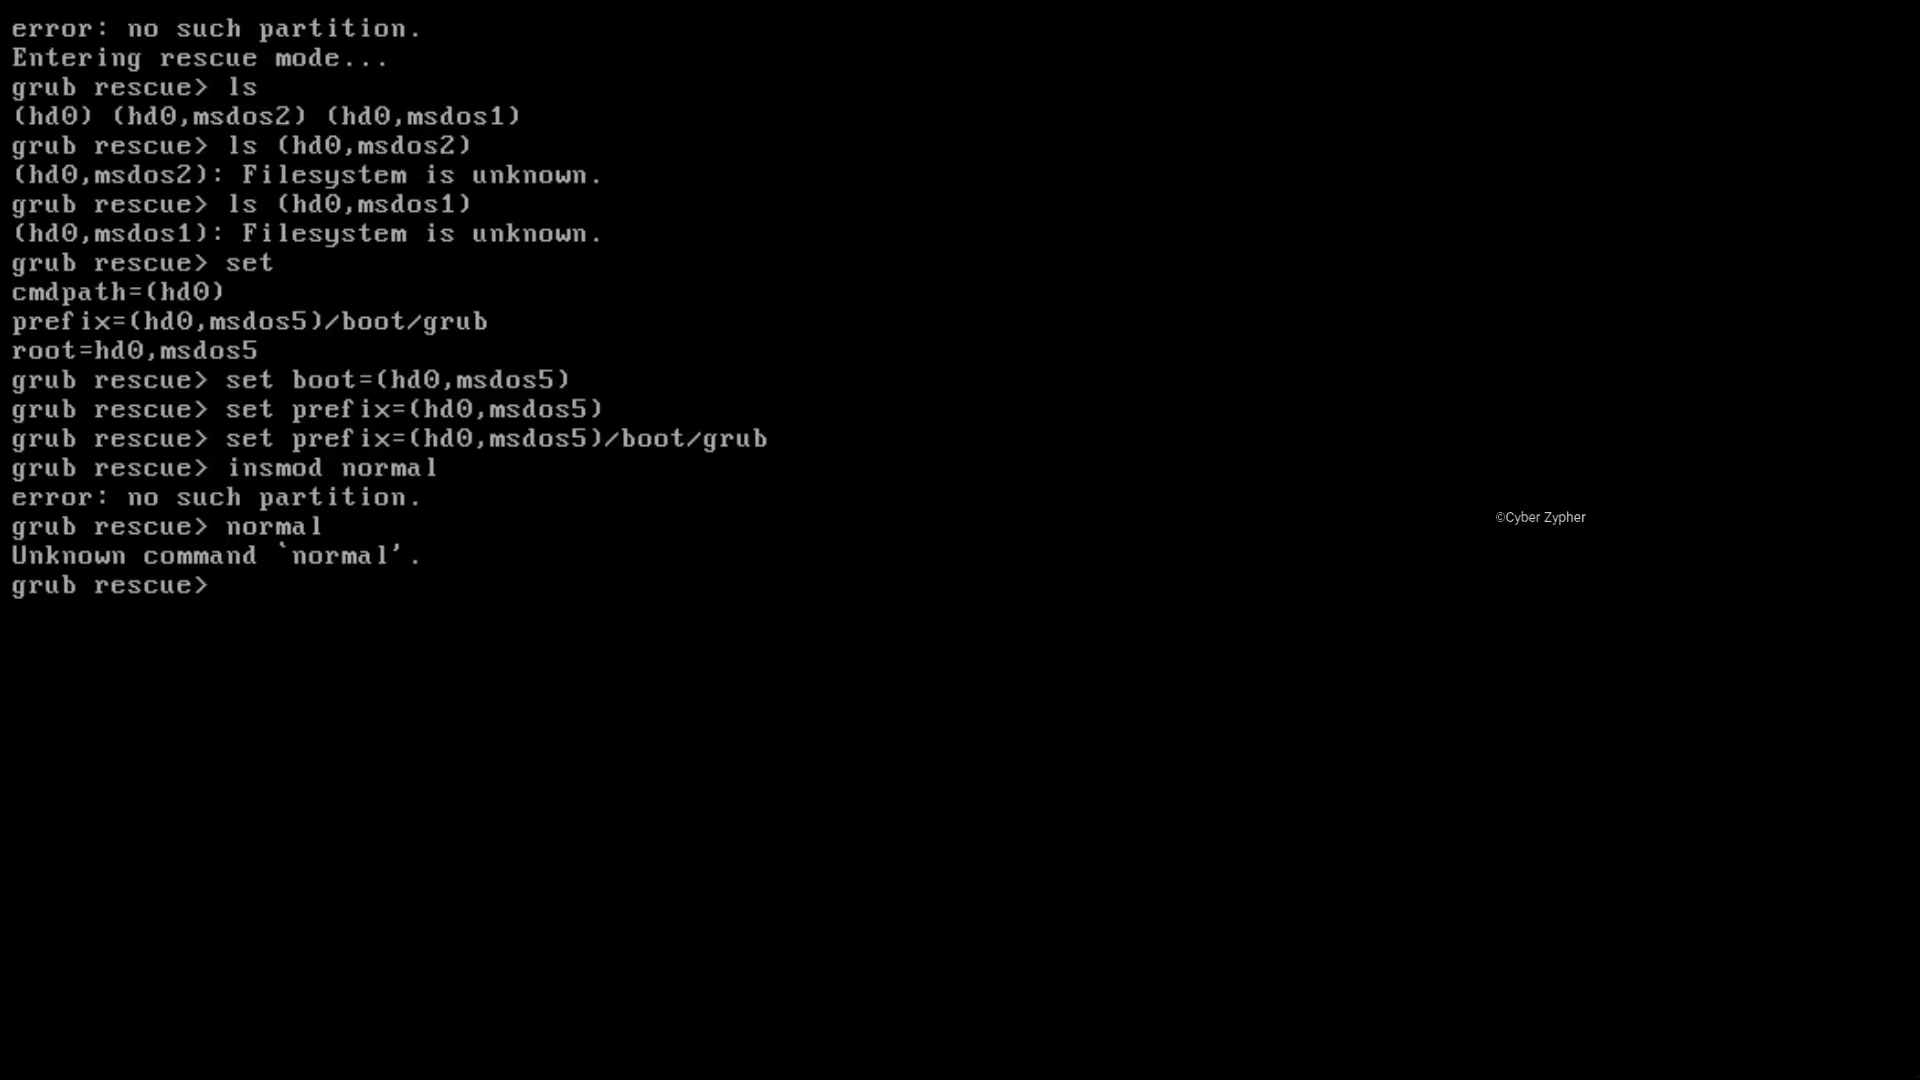 error: no such partition.
Entering rescue mode...
grub rescue> ls
(hd0) (hd0,msdos2) (hd0,msdos1)
grub rescue> ls (hd0,msdos2)
(hd0,msdos2): Filesystem is unknown.
grub rescue> ls (hd0,msdos1)
(hd0,msdos1): Filesystem is unknown.
grub rescue> set
cmdpath=(hd0)
prefix=(hd0,msdos5)/boot/grub
root=hd0,msdos5
grub rescue> set boot=(hd0,msdos5)
grub rescue> set prefix=(hd0,msdos5)
grub rescue> set prefix=(hd0,msdos5)/boot/grub
grub rescue> insmod normal
error: no such partition.
grub rescue> normal
Unknown command `normal'.
grub rescue>
©Cyber Zypher